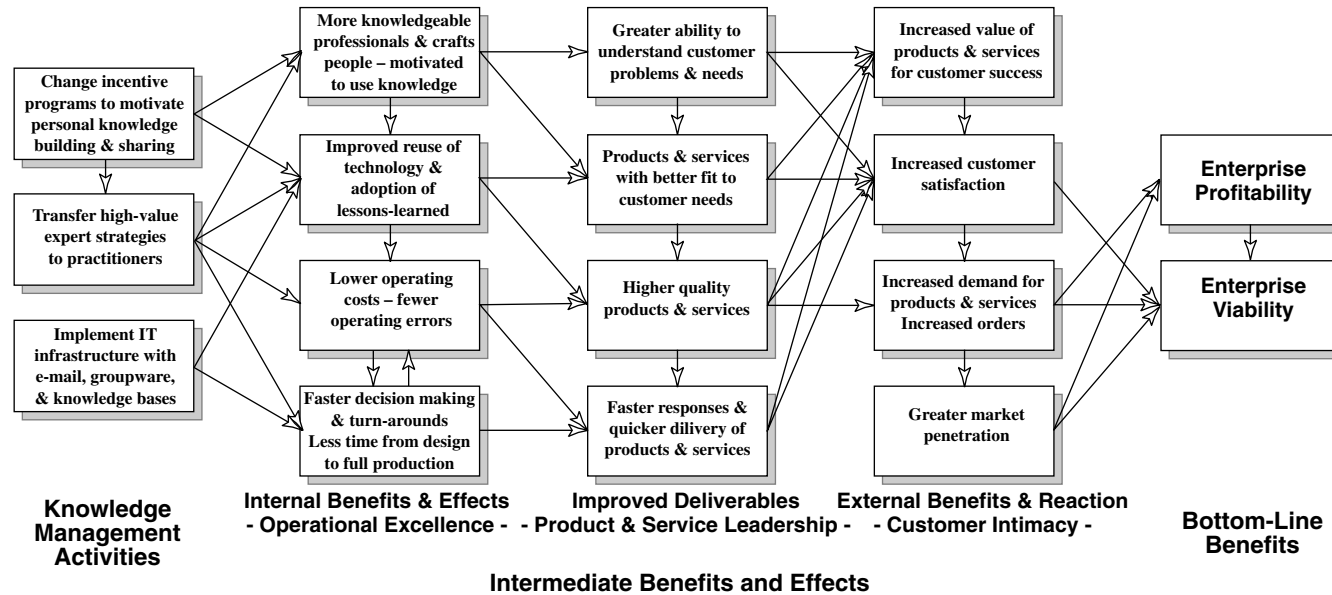 Change incentive
programs to motivate
personal knowledge
building & sharing
Transfer high-value
expert strategies
to practitioners
Implement IT
infrastructure with
e-mail, groupware,
& knowledge bases
Knowledge
Management
Activities
More knowledgeable
professionals & crafts
people – motivated
to use knowledge
Improved reuse of
technology &
adoption of
lessons-learned
Lower operating
costs – fewer
operating errors
Faster decision making
& turn-arounds
Less time from design
to full production
Internal Benefits & Effects
- Operational Excellence -
Greater ability to
understand customer
problems & needs
Products & services
with better fit to
customer needs
Higher quality
products & services
Faster responses &
quicker dilivery of
products & services
Improved Deliverables
- Product & Service Leadership -
Increased value of
products & services
for customer success
Increased customer
satisfaction
Increased demand for
products & services
Increased orders
Greater market
penetration
External Benefits & Reaction
- Customer Intimacy -
Enterprise
Profitability
Enterprise
Viability
Bottom-Line
Benefits
Intermediate Benefits and Effects